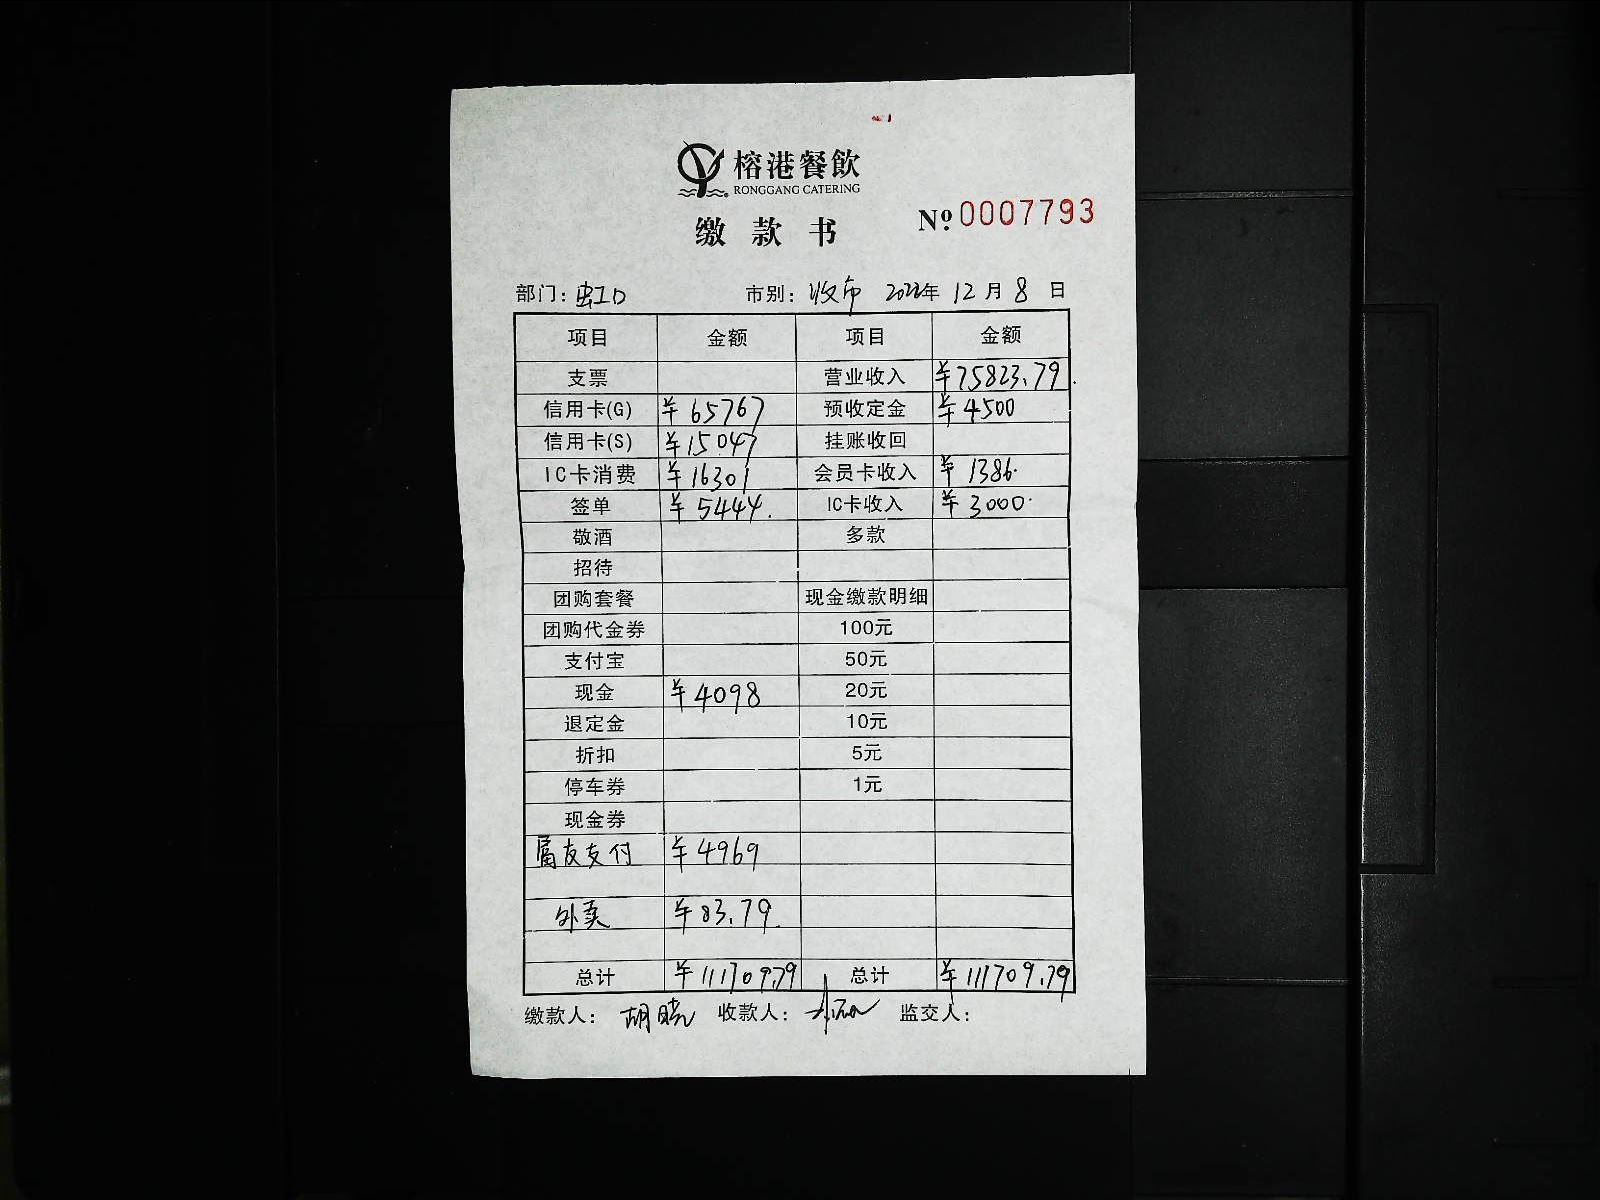 榕港餐飲
RONGGANG CATERING
缴款书
№ 0007793
部门：虹口 市别：收市 2022年 12月 8日
项目 金额 项目 金额
支票 营业收入 ¥75823.79
信用卡(G) ¥65767 预收定金 ¥4500
信用卡(S) ¥15047 挂账收回
IC卡消费 ¥16301 会员卡收入 ¥1386
签单 ¥5444. IC卡收入 ¥3000
敬酒 多款
招待
团购套餐 现金缴款明细
团购代金券 100元
支付宝 50元
现金 ¥4098 20元
退定金 10元
折扣 5元
停车券 1元
现金券
友支付 ¥4969
外卖 ¥83.79
总计 ¥111709.79 总计 ¥111709.79
缴款人：胡晓 收款人： 监交人：